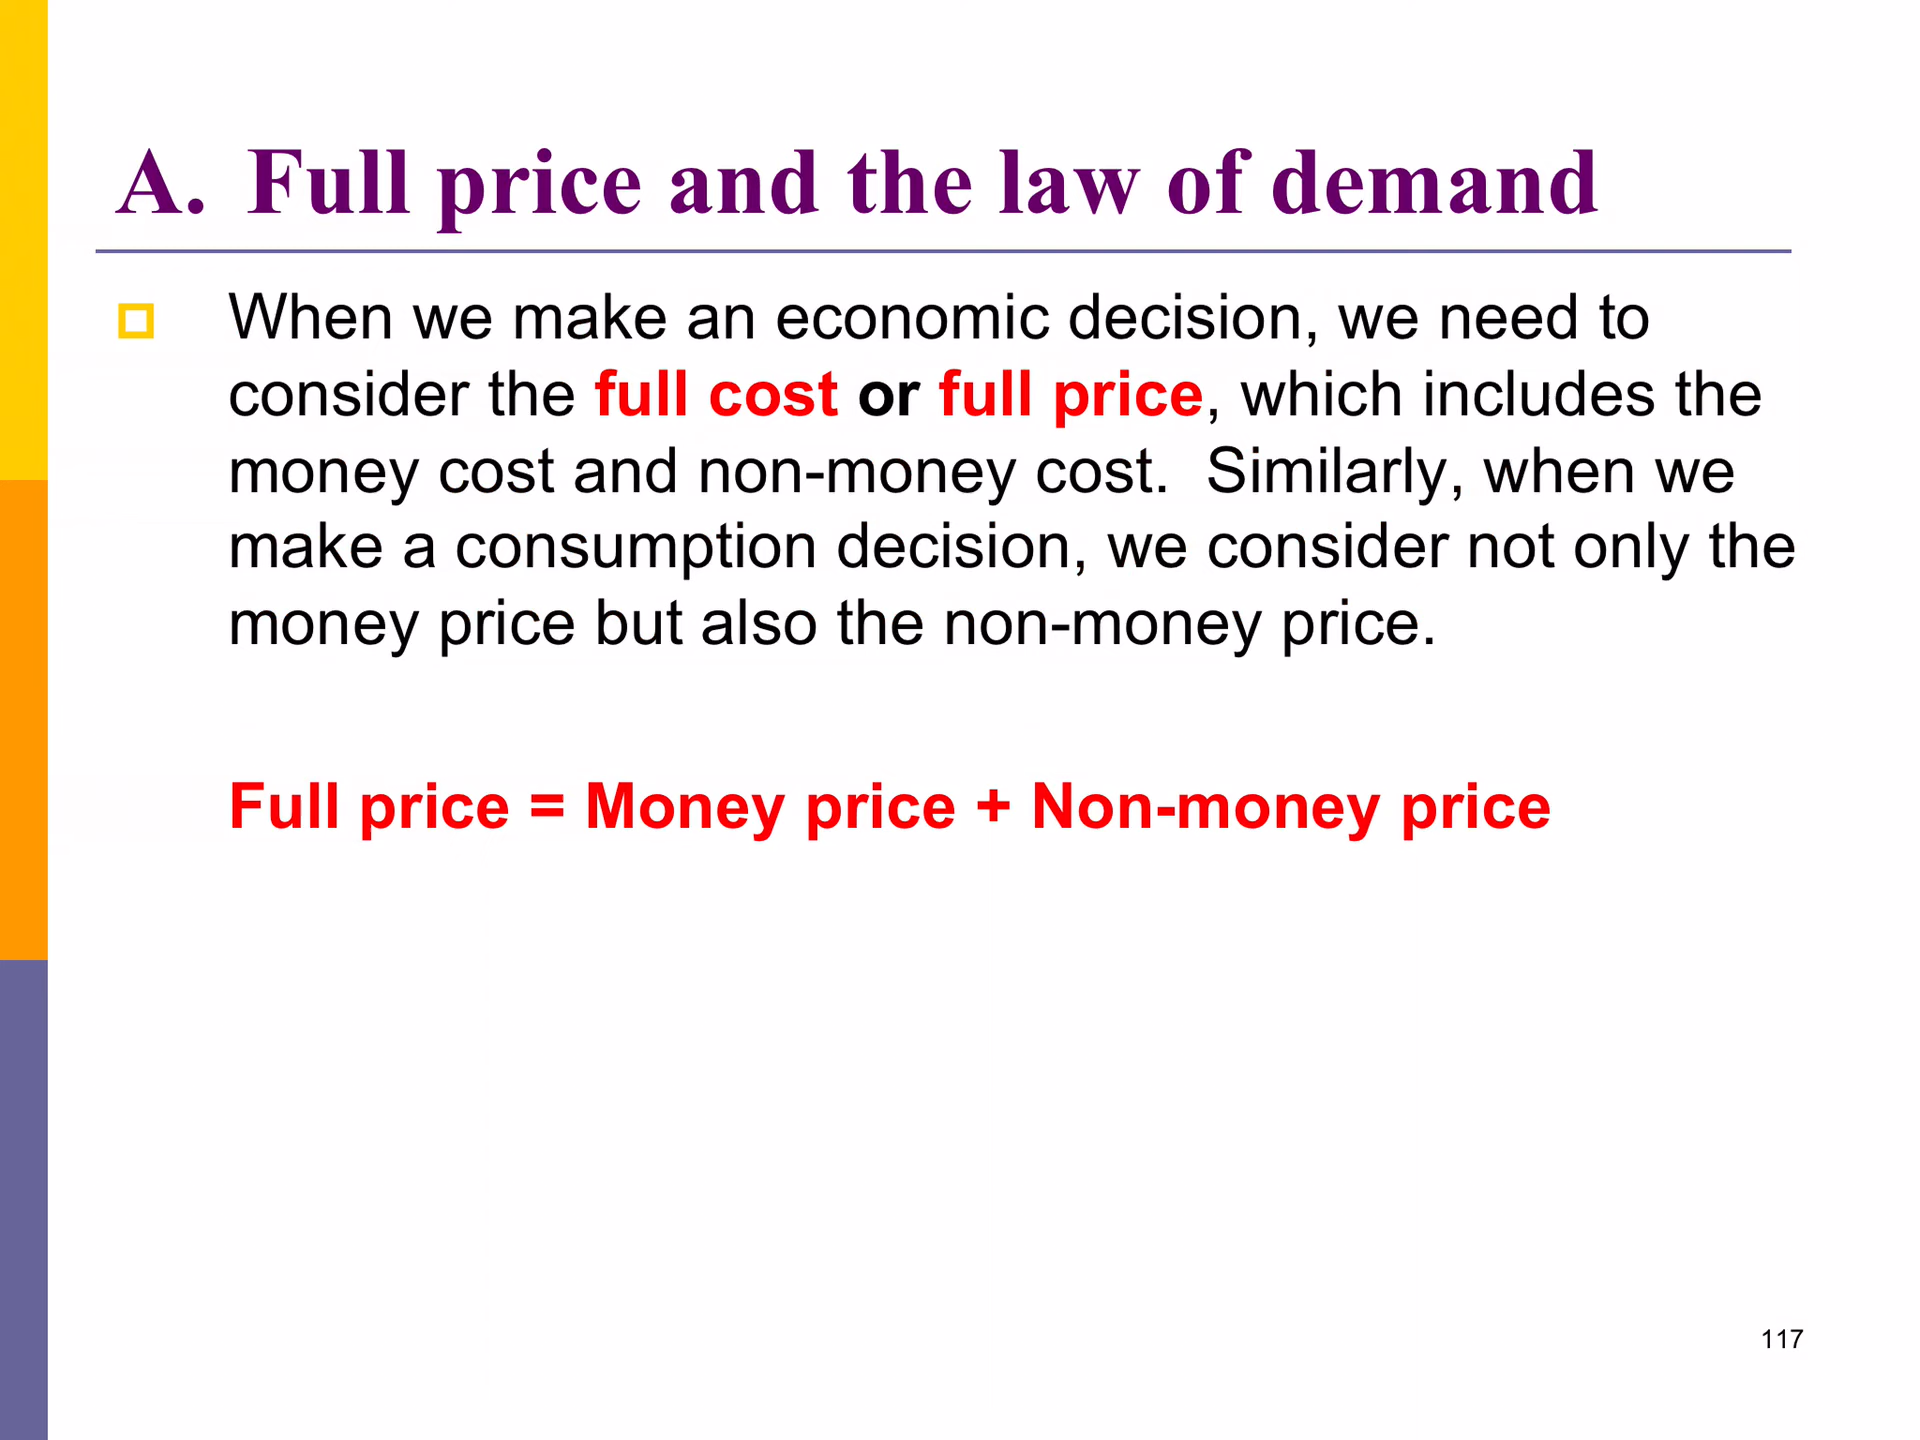 A. Full price and the law of demand
When we make an economic decision, we need to
consider the full cost or full price, which includes the
money cost and non-money cost.  Similarly, when we
make a consumption decision, we consider not only the
money price but also the non-money price.
Full price = Money price + Non-money price
117